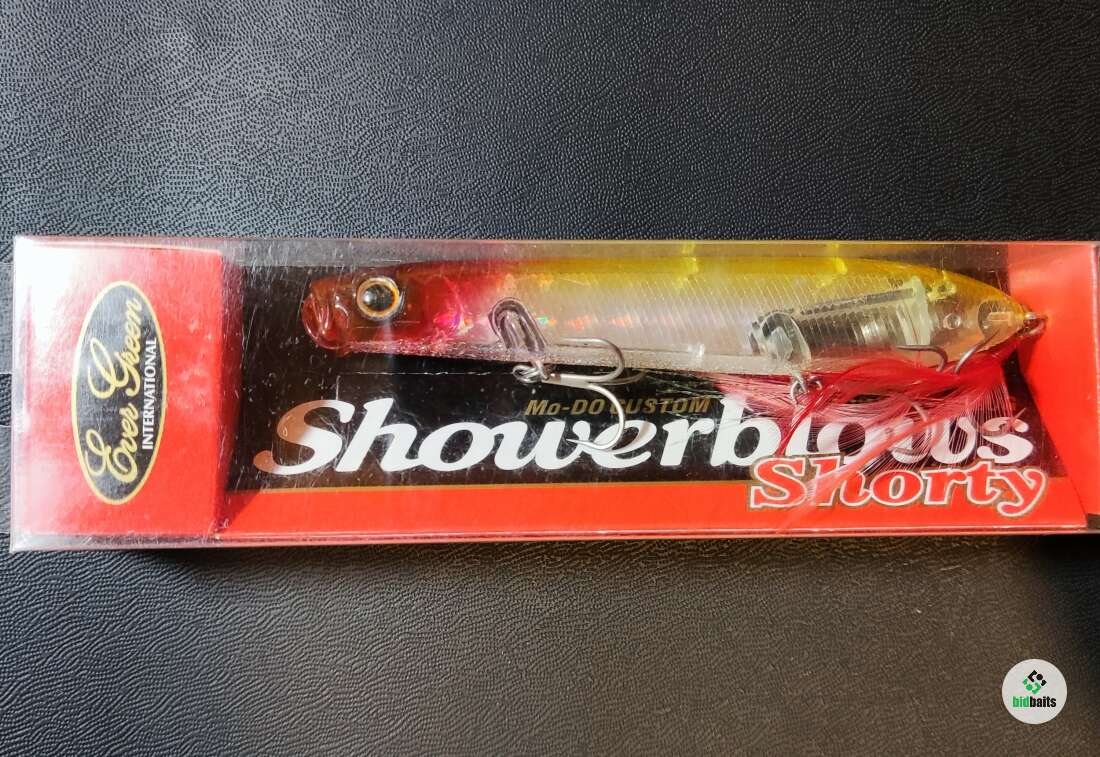 Ever Green
INTERNATIONAL
Mo-DO CUSTOM
Showerblows
Shorty
bidbaits